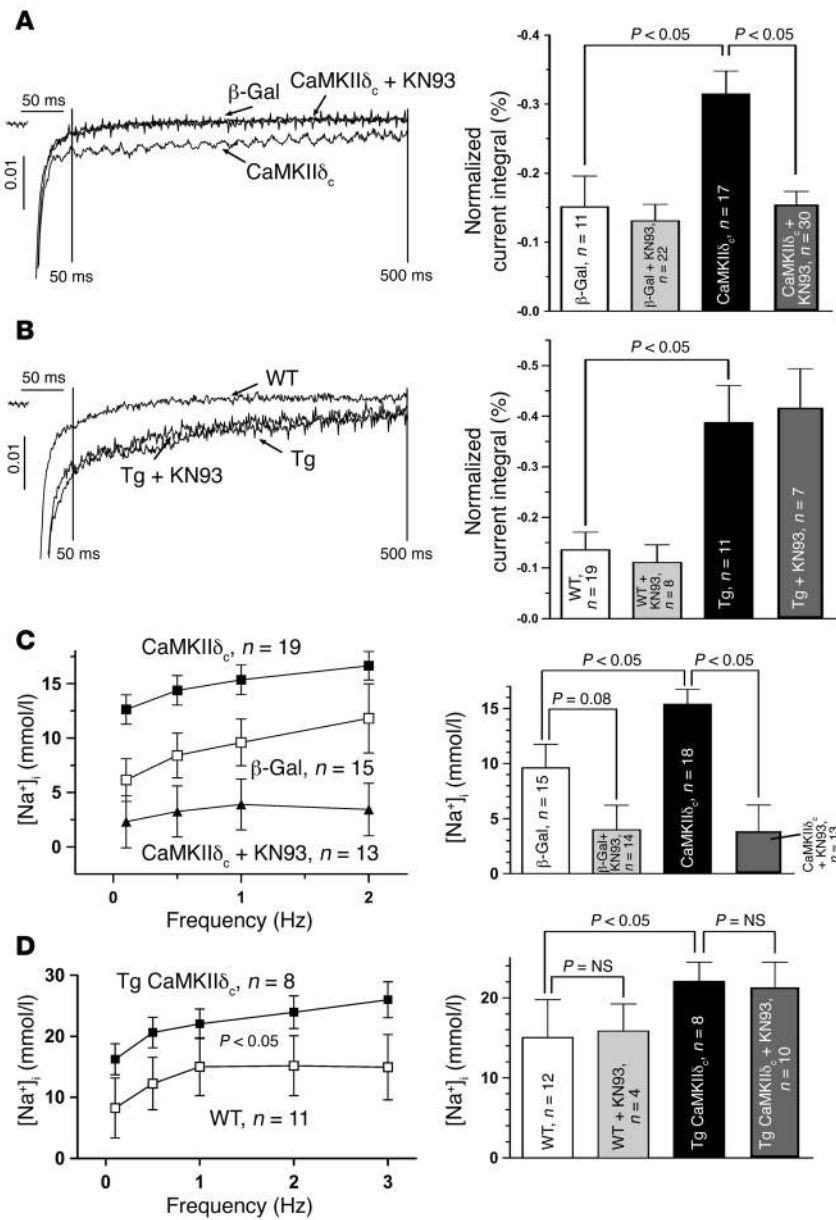 A
50 ms
β-Gal
CaMKIIδc + KN93
CaMKIIδc
0.01
50 ms
500 ms
Normalized
current integral (%)
-0.4
-0.3
-0.2
-0.1
-0.0
P < 0.05
P < 0.05
β-Gal, n = 11
β-Gal + KN93,
n = 22
CaMKIIδc, n = 17
CaMKIIδc +
KN93, n = 30
B
50 ms
WT
Tg + KN93
Tg
0.01
50 ms
500 ms
Normalized
current integral (%)
-0.5
-0.4
-0.3
-0.2
-0.1
-0.0
P < 0.05
WT,
n = 19
WT +
KN93,
n = 8
Tg, n = 11
Tg + KN93, n = 7
C
CaMKIIδc, n = 19
β-Gal, n = 15
CaMKIIδc + KN93, n = 13
[Na+]i (mmol/l)
15
10
5
0
0
1
2
Frequency (Hz)
[Na+]i (mmol/l)
15
10
5
0
P < 0.05
P < 0.05
P = 0.08
β-Gal, n = 15
β-Gal+
KN93,
n = 14
CaMKIIδc, n = 18
CaMKIIδc
+ KN93,
n = 13
D
Tg CaMKIIδc, n = 8
P < 0.05
WT, n = 11
[Na+]i (mmol/l)
30
20
10
0
0
1
2
3
Frequency (Hz)
[Na+]i (mmol/l)
20
10
0
P < 0.05
P = NS
P = NS
WT, n = 12
WT + KN93,
n = 4
Tg CaMKIIδc, n = 8
Tg CaMKIIδc + KN93,
n = 10